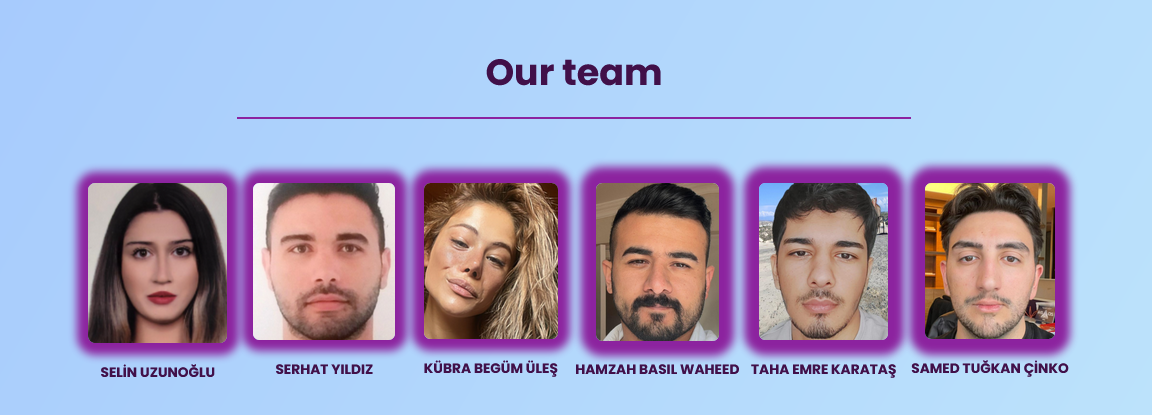 Our team
SELİN UZUNOĞLU
SERHAT YILDIZ
KÜBRA BEGÜM ÜLEŞ
HAMZAH BASIL WAHEED
TAHA EMRE KARATAŞ
SAMED TUĞKAN ÇİNKO